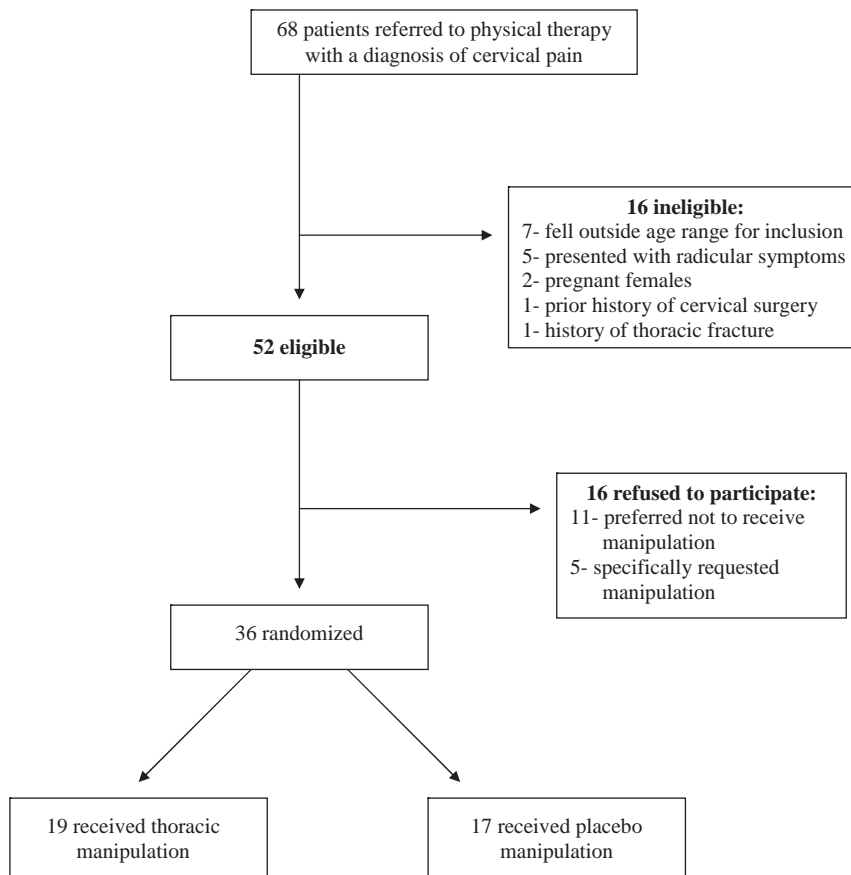 68 patients referred to physical therapy
with a diagnosis of cervical pain
16 ineligible:
7- fell outside age range for inclusion
5- presented with radicular symptoms
2- pregnant females
1- prior history of cervical surgery
1- history of thoracic fracture
52 eligible
16 refused to participate:
11- preferred not to receive
manipulation
5- specifically requested
manipulation
36 randomized
19 received thoracic
manipulation
17 received placebo
manipulation